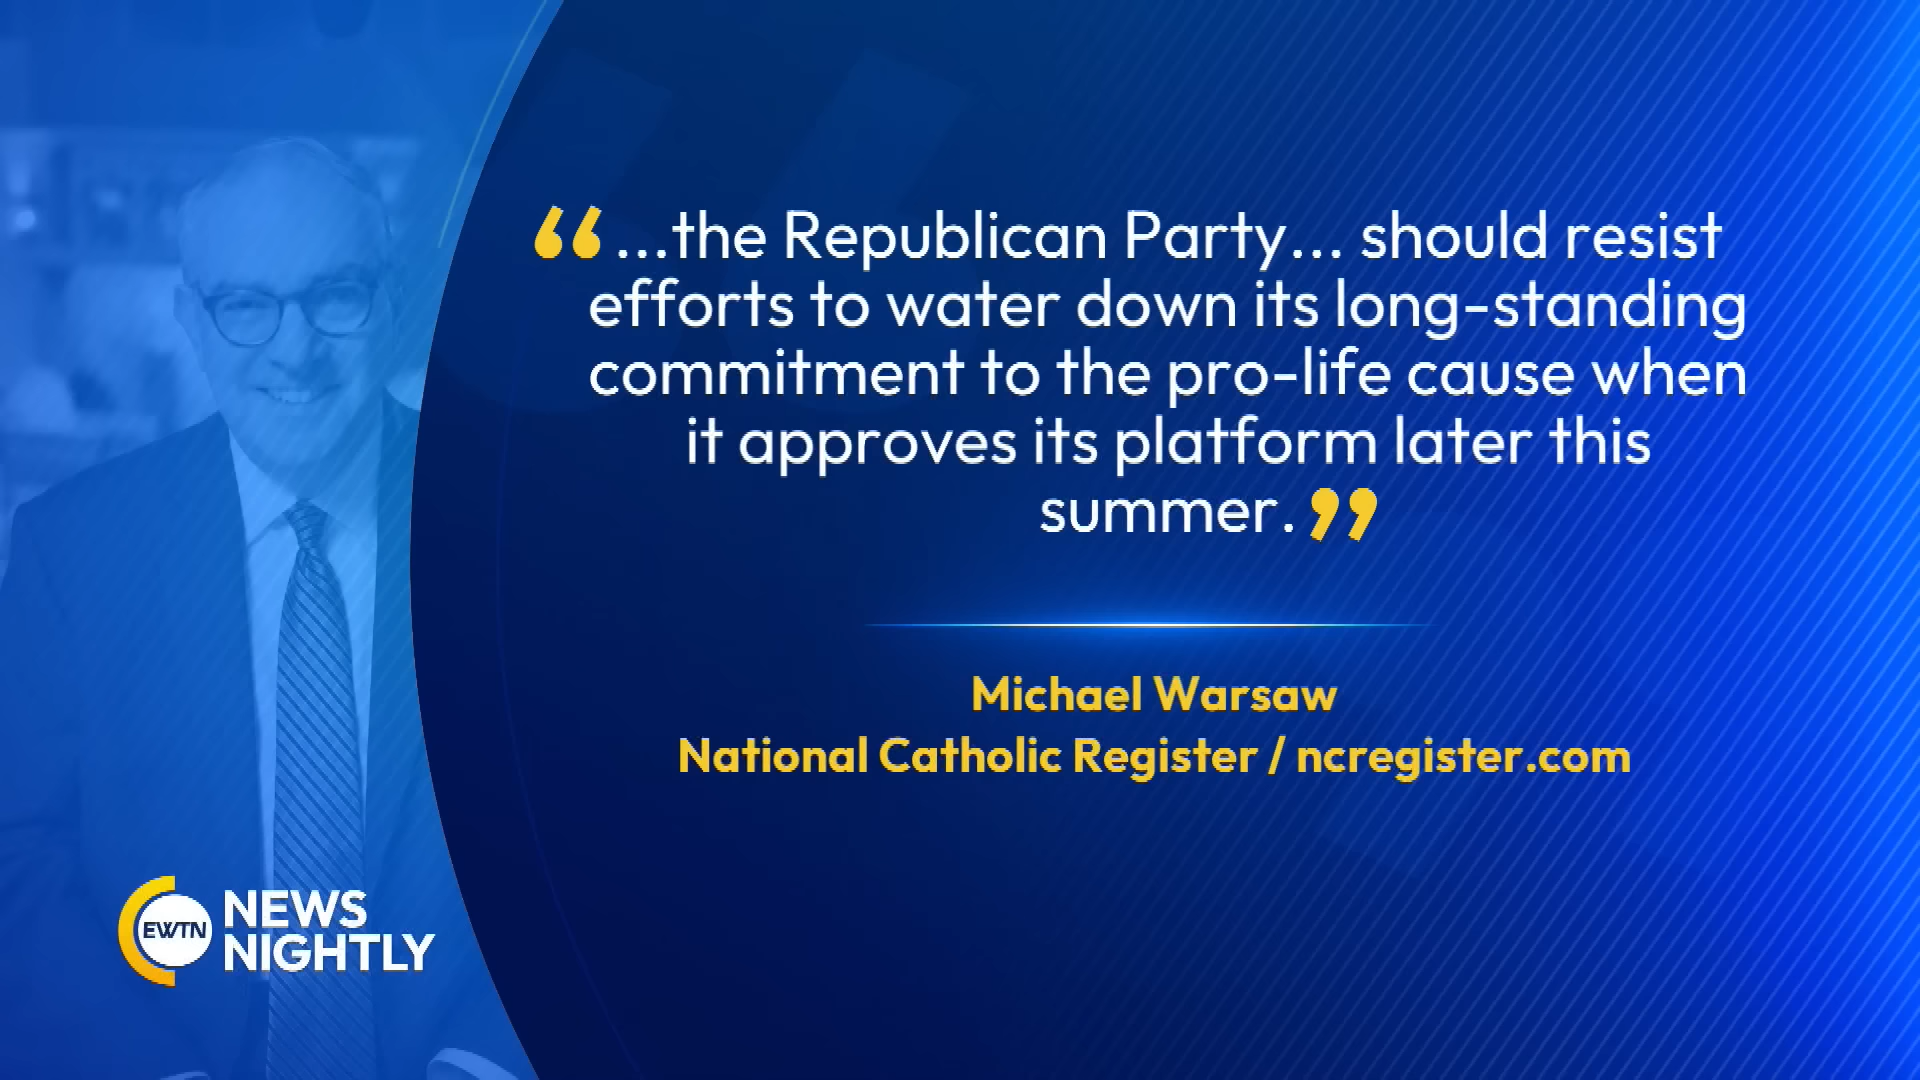 “...the Republican Party... should resist
efforts to water down its long-standing
commitment to the pro-life cause when
it approves its platform later this
summer.”
Michael Warsaw
National Catholic Register / ncregister.com
EWTN
NEWS
NIGHTLY